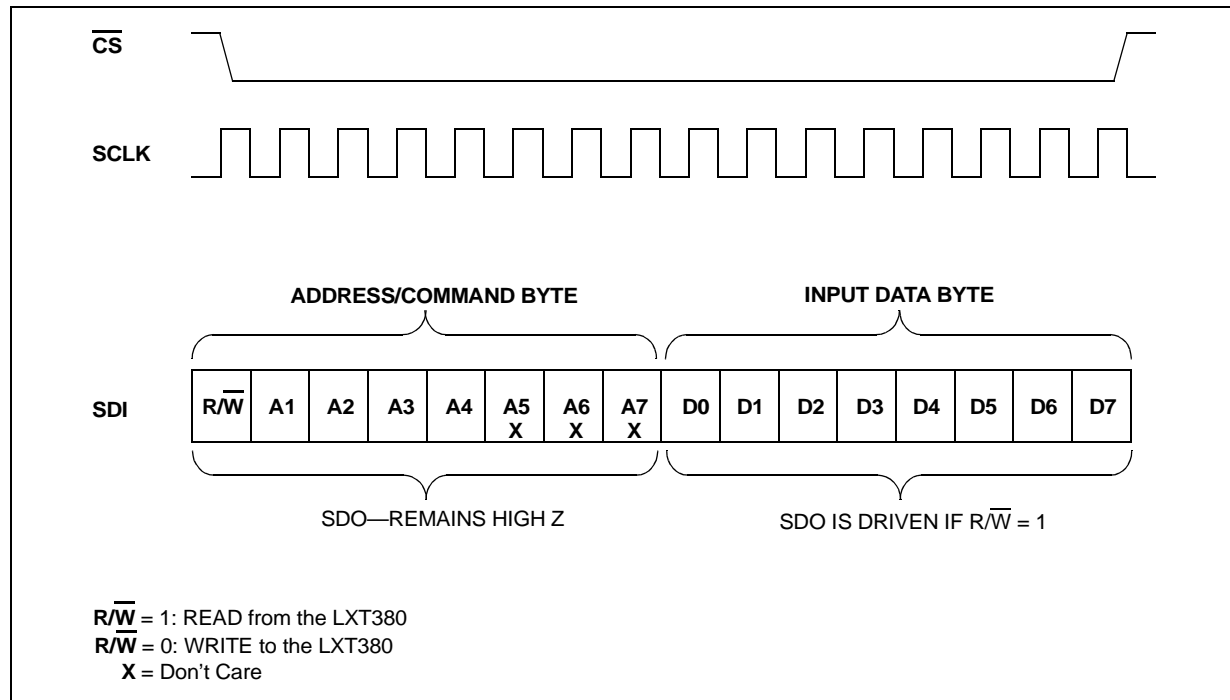 C̅S̅
SCLK
ADDRESS/COMMAND BYTE INPUT DATA BYTE
SDI R/W̅ A1 A2 A3 A4 A5 A6 A7 D0 D1 D2 D3 D4 D5 D6 D7
X X X
SDO—REMAINS HIGH Z SDO IS DRIVEN IF R/W̅ = 1
R/W̅ = 1: READ from the LXT380
R/W̅ = 0: WRITE to the LXT380
X = Don't Care